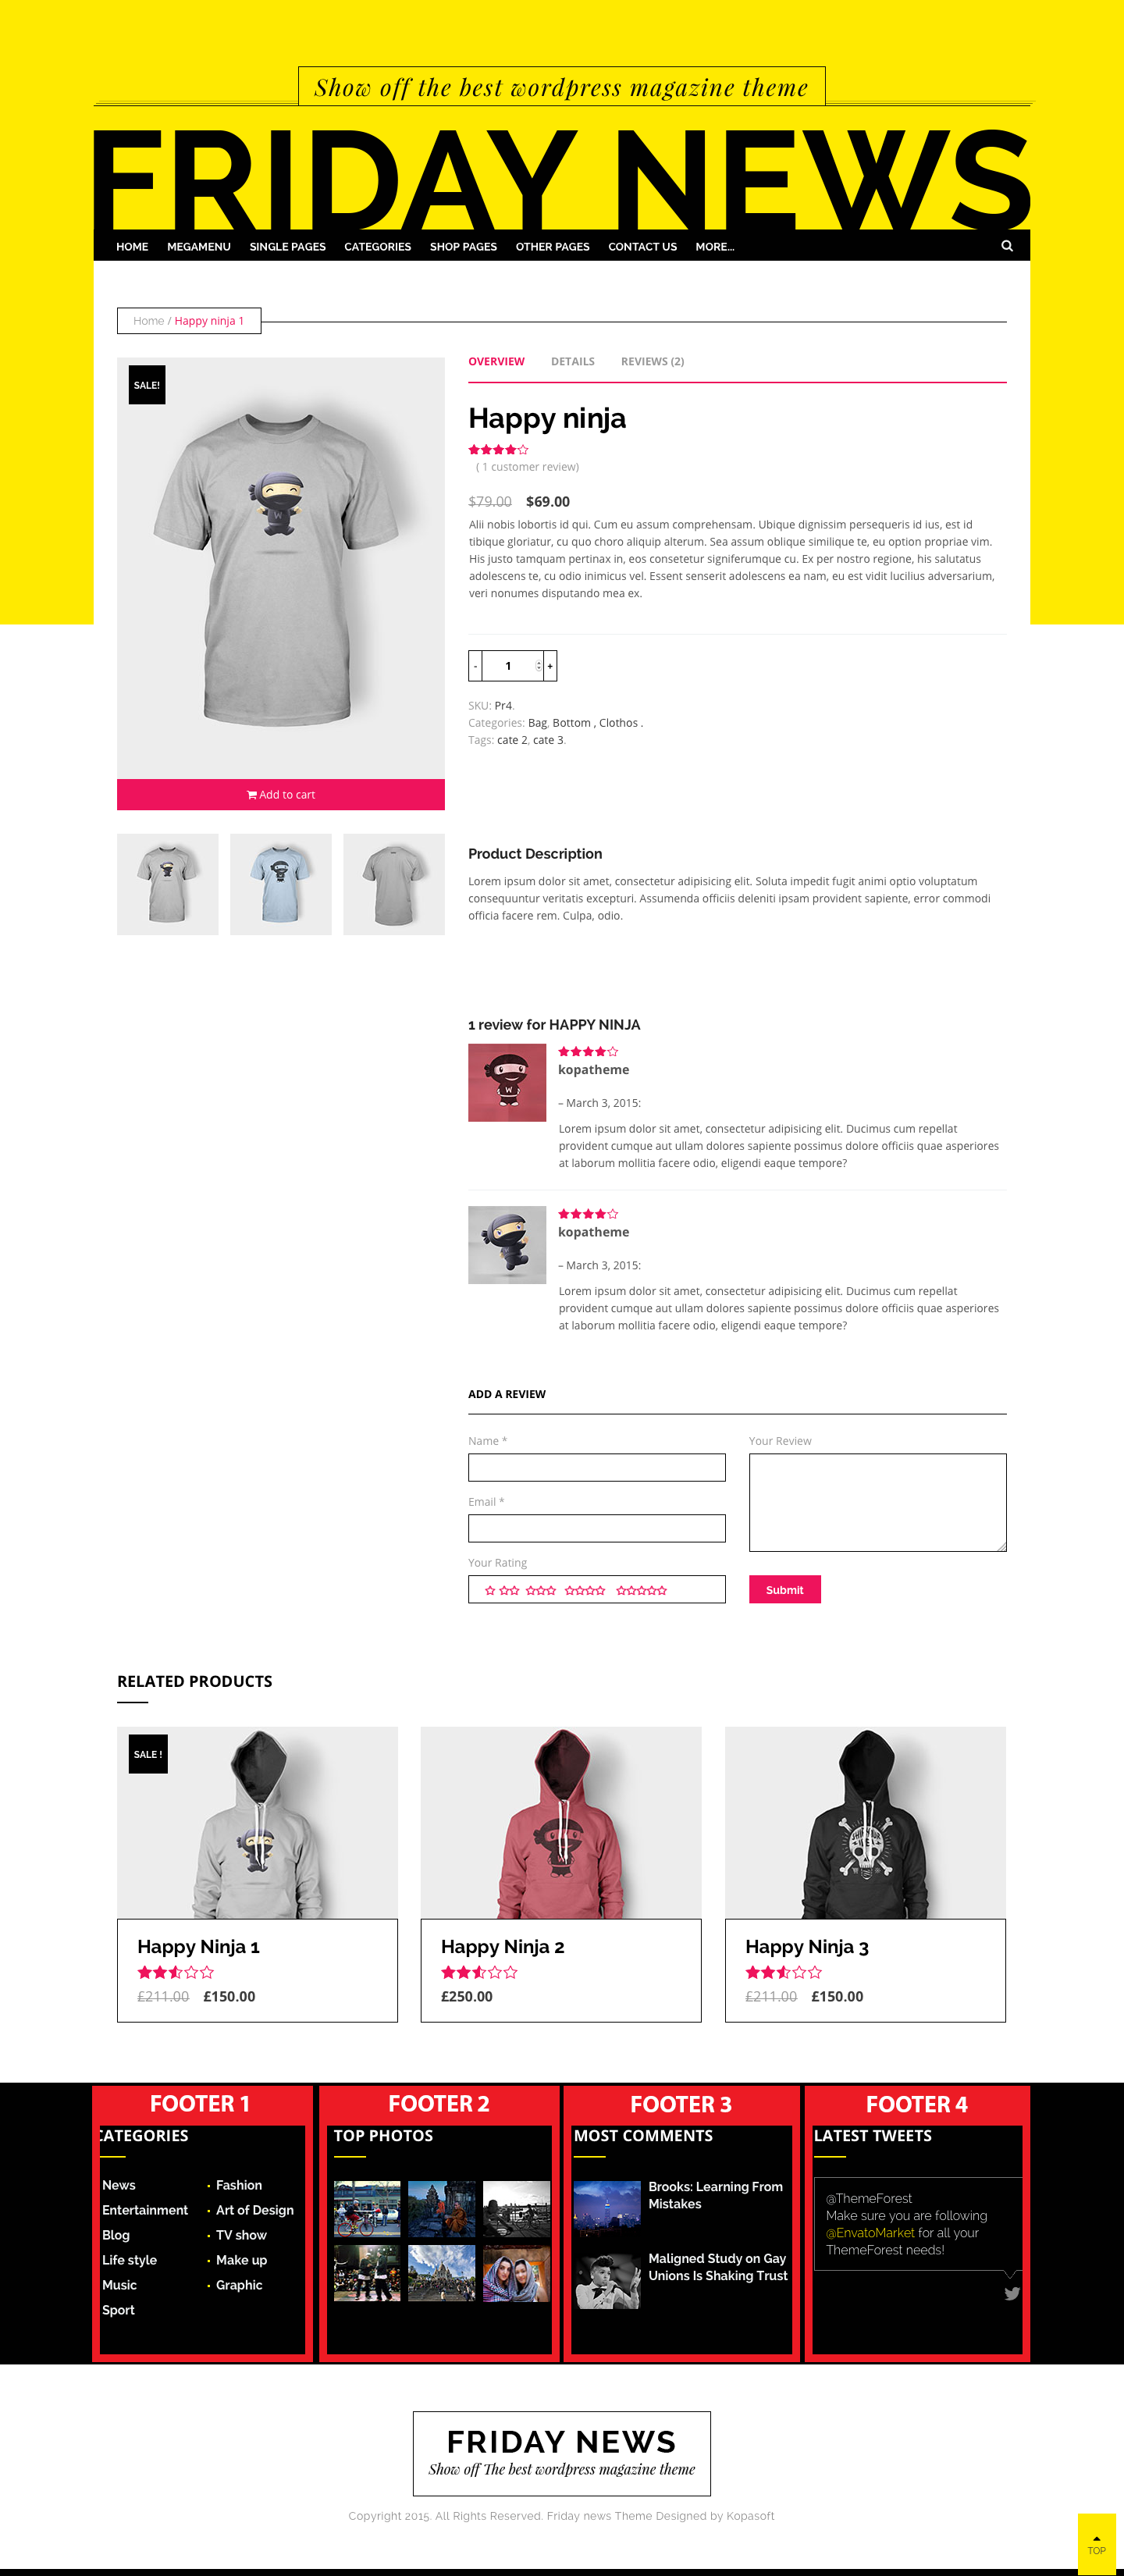 Show off the best wordpress magazine theme
FRIDAY NEWS
HOME MEGAMENU SINGLE PAGES CATEGORIES SHOP PAGES OTHER PAGES CONTACT US MORE...
Home / Happy ninja 1
SALE!
W
Add to cart
OVERVIEW DETAILS REVIEWS (2)
Happy ninja
( 1 customer review)
$79.00 $69.00
Alii nobis lobortis id qui. Cum eu assum comprehensam. Ubique dignissim persequeris id ius, est id
tibique gloriatur, cu quo choro aliquip alterum. Sea assum oblique similique te, eu option propriae vim.
His justo tamquam pertinax in, eos consetetur signiferumque cu. Ex per nostro regione, his salutatus
adolescens te, cu odio inimicus vel. Essent senserit adolescens ea nam, eu est vidit lucilius adversarium,
veri nonumes disputando mea ex.
- 1 +
SKU: Pr4.
Categories: Bag, Bottom , Clothos .
Tags: cate 2, cate 3.
Product Description
Lorem ipsum dolor sit amet, consectetur adipisicing elit. Soluta impedit fugit animi optio voluptatum
consequuntur veritatis excepturi. Assumenda officiis deleniti ipsam provident sapiente, error commodi
officia facere rem. Culpa, odio.
1 review for HAPPY NINJA
W
kopatheme
– March 3, 2015:
Lorem ipsum dolor sit amet, consectetur adipisicing elit. Ducimus cum repellat
provident cumque aut ullam dolores sapiente possimus dolore officiis quae asperiores
at laborum mollitia facere odio, eligendi eaque tempore?
kopatheme
– March 3, 2015:
Lorem ipsum dolor sit amet, consectetur adipisicing elit. Ducimus cum repellat
provident cumque aut ullam dolores sapiente possimus dolore officiis quae asperiores
at laborum mollitia facere odio, eligendi eaque tempore?
ADD A REVIEW
Name *
Email *
Your Rating
Your Review
Submit
RELATED PRODUCTS
SALE !
Happy Ninja 1
£211.00 £150.00
Happy Ninja 2
£250.00
Happy Ninja 3
£211.00 £150.00
FOOTER 1
CATEGORIES
News
Entertainment
Blog
Life style
Music
Sport
Fashion
Art of Design
TV show
Make up
Graphic
FOOTER 2
TOP PHOTOS
FOOTER 3
MOST COMMENTS
Brooks: Learning From
Mistakes
Maligned Study on Gay
Unions Is Shaking Trust
FOOTER 4
LATEST TWEETS
@ThemeForest
Make sure you are following
@EnvatoMarket for all your
ThemeForest needs!
FRIDAY NEWS
Show off The best wordpress magazine theme
Copyright 2015. All Rights Reserved. Friday news Theme Designed by Kopasoft
TOP